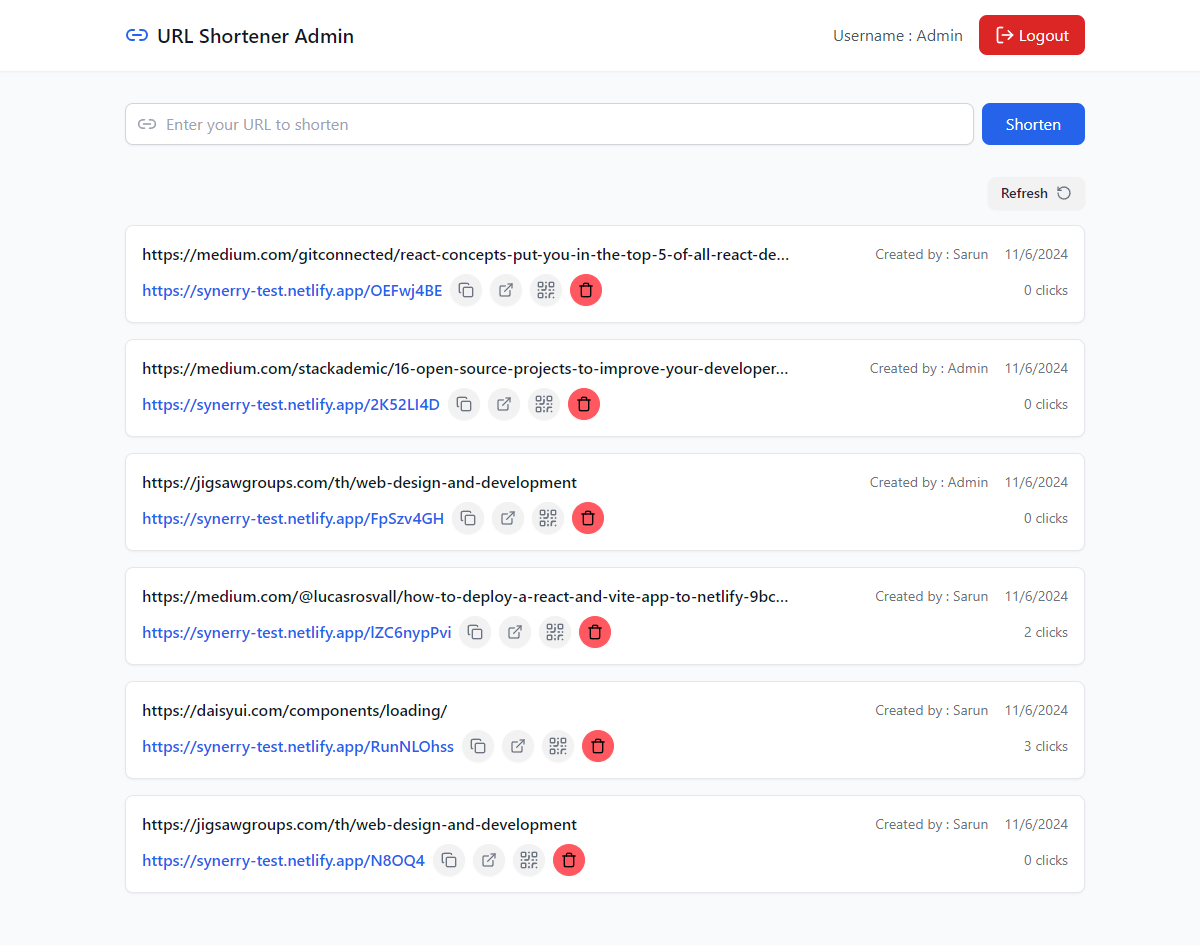 URL Shortener Admin
Username : Admin
Logout
Enter your URL to shorten
Shorten
Refresh
https://medium.com/gitconnected/react-concepts-put-you-in-the-top-5-of-all-react-de...
Created by : Sarun 11/6/2024
https://synerry-test.netlify.app/OEFwj4BE
0 clicks
https://medium.com/stackademic/16-open-source-projects-to-improve-your-developer...
Created by : Admin 11/6/2024
https://synerry-test.netlify.app/2K52LI4D
0 clicks
https://jigsawgroups.com/th/web-design-and-development
Created by : Admin 11/6/2024
https://synerry-test.netlify.app/FpSzv4GH
0 clicks
https://medium.com/@lucasrosvall/how-to-deploy-a-react-and-vite-app-to-netlify-9bc...
Created by : Sarun 11/6/2024
https://synerry-test.netlify.app/lZC6nypPvi
2 clicks
https://daisyui.com/components/loading/
Created by : Sarun 11/6/2024
https://synerry-test.netlify.app/RunNLOhss
3 clicks
https://jigsawgroups.com/th/web-design-and-development
Created by : Sarun 11/6/2024
https://synerry-test.netlify.app/N8OQ4
0 clicks